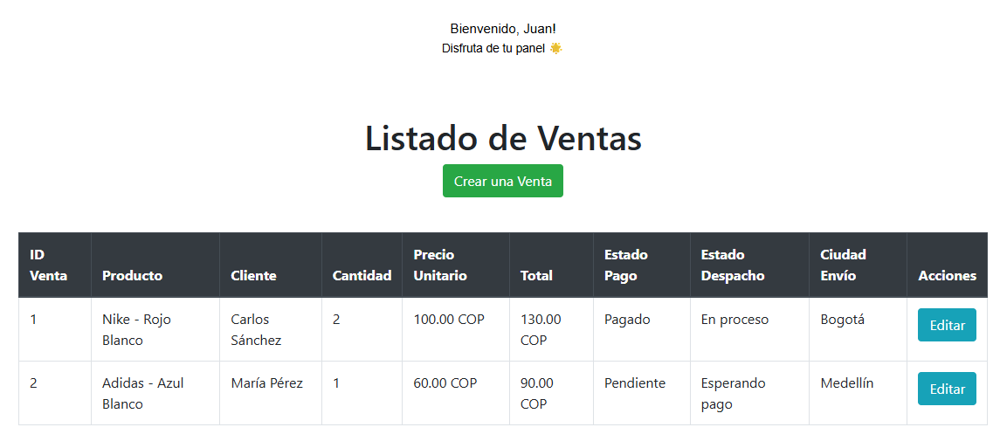 Bienvenido, Juan!
Disfruta de tu panel 🌟
Listado de Ventas
Crear una Venta
ID Venta Producto Cliente Cantidad Precio Unitario Total Estado Pago Estado Despacho Ciudad Envío Acciones
1 Nike - Rojo Blanco Carlos Sánchez 2 100.00 COP 130.00 COP Pagado En proceso Bogotá Editar
2 Adidas - Azul Blanco María Pérez 1 60.00 COP 90.00 COP Pendiente Esperando pago Medellín Editar